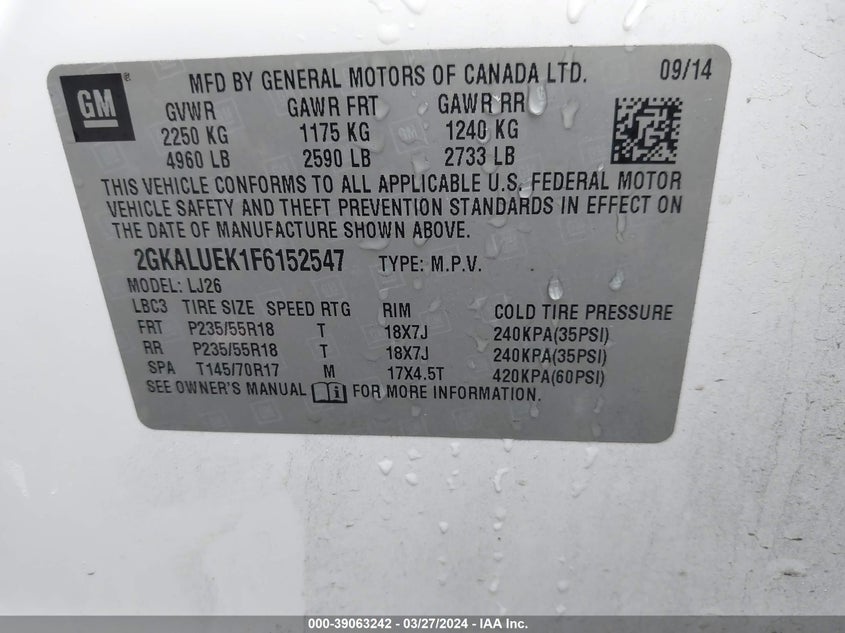 GM® MFD BY GENERAL MOTORS OF CANADA LTD. 09/14
GVWR GAWR FRT GAWR RR
2250 KG 1175 KG 1240 KG
4960 LB 2590 LB 2733 LB
THIS VEHICLE CONFORMS TO ALL APPLICABLE U.S. FEDERAL MOTOR
VEHICLE SAFETY AND THEFT PREVENTION STANDARDS IN EFFECT ON
THE DATE OF MANUFACTURE SHOWN ABOVE.
2GKALUEK1F6152547 TYPE: M.P.V.
MODEL: LJ26
LBC3 TIRE SIZE SPEED RTG RIM COLD TIRE PRESSURE
FRT P235/55R18 T 18X7J 240KPA(35PSI)
RR P235/55R18 T 18X7J 240KPA(35PSI)
SPA T145/70R17 M 17X4.5T 420KPA(60PSI)
SEE OWNER'S MANUAL FOR MORE INFORMATION.
000-39063242 / 03/27/2024 - IAA Inc.